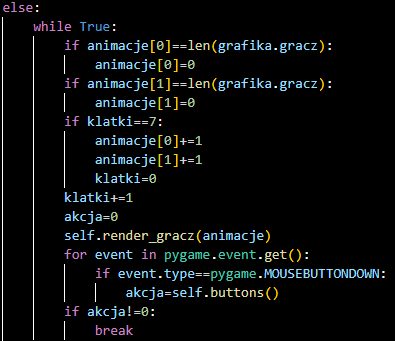 else:
    while True:
        if animacje[0]==len(grafika.gracz):
            animacje[0]=0
        if animacje[1]==len(grafika.gracz):
            animacje[1]=0
        if klatki==7:
            animacje[0]+=1
            animacje[1]+=1
            klatki=0
        klatki+=1
        akcja=0
        self.render_gracz(animacje)
        for event in pygame.event.get():
            if event.type==pygame.MOUSEBUTTONDOWN:
                akcja=self.buttons()
        if akcja!=0:
            break